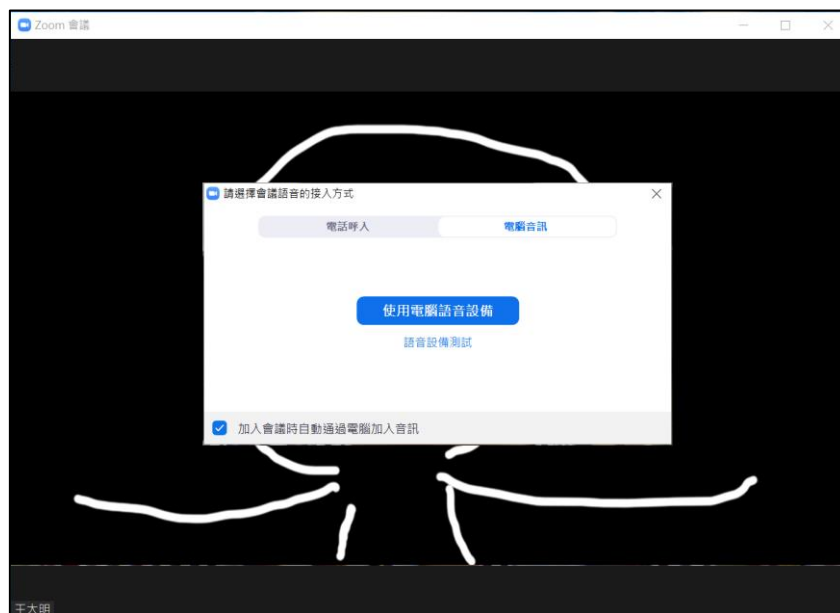 Zoom 會議
請選擇會議語音的接入方式
電話呼入 電腦音訊
使用電腦語音設備
語音設備測試
加入會議時自動通過電腦加入音訊
王大明